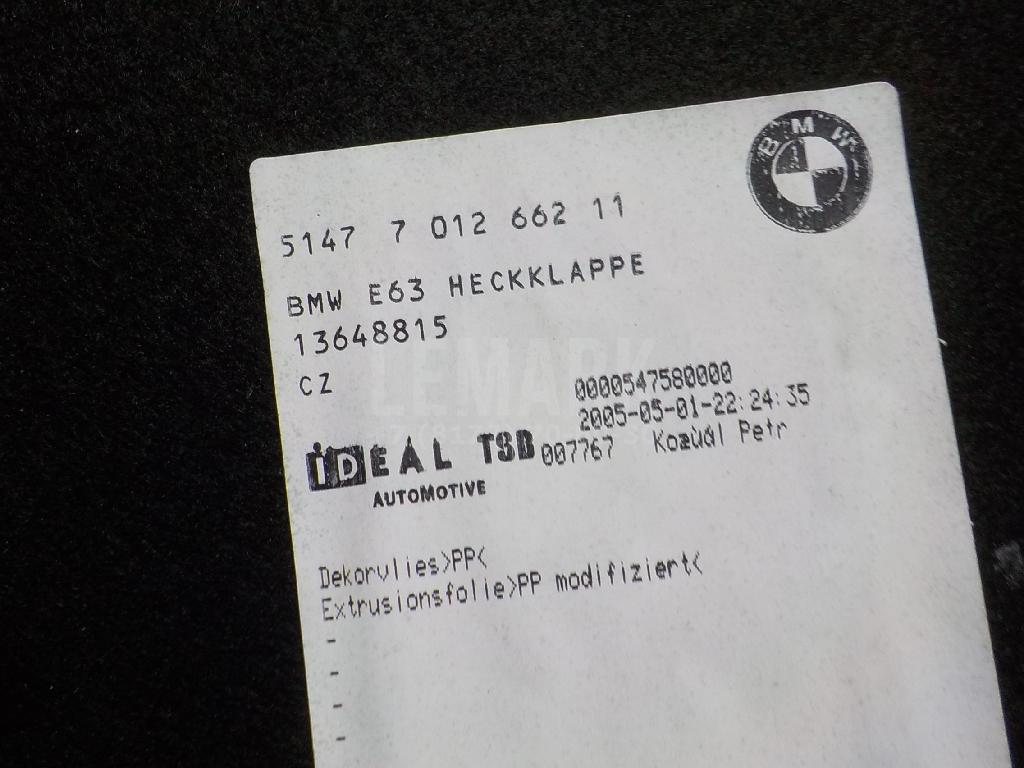 BMW
5147 7 012 662 11
BMW E63 HECKKLAPPE
13648815
CZ
LEMARK
0000547580000
2005-05-01-22:24:35
iDEAL TSB 007767 Petr
AUTOMOTIVE
Dekorvlies>PP<
Extrusionsfolie>PP modifiziert<
-
-
-
-